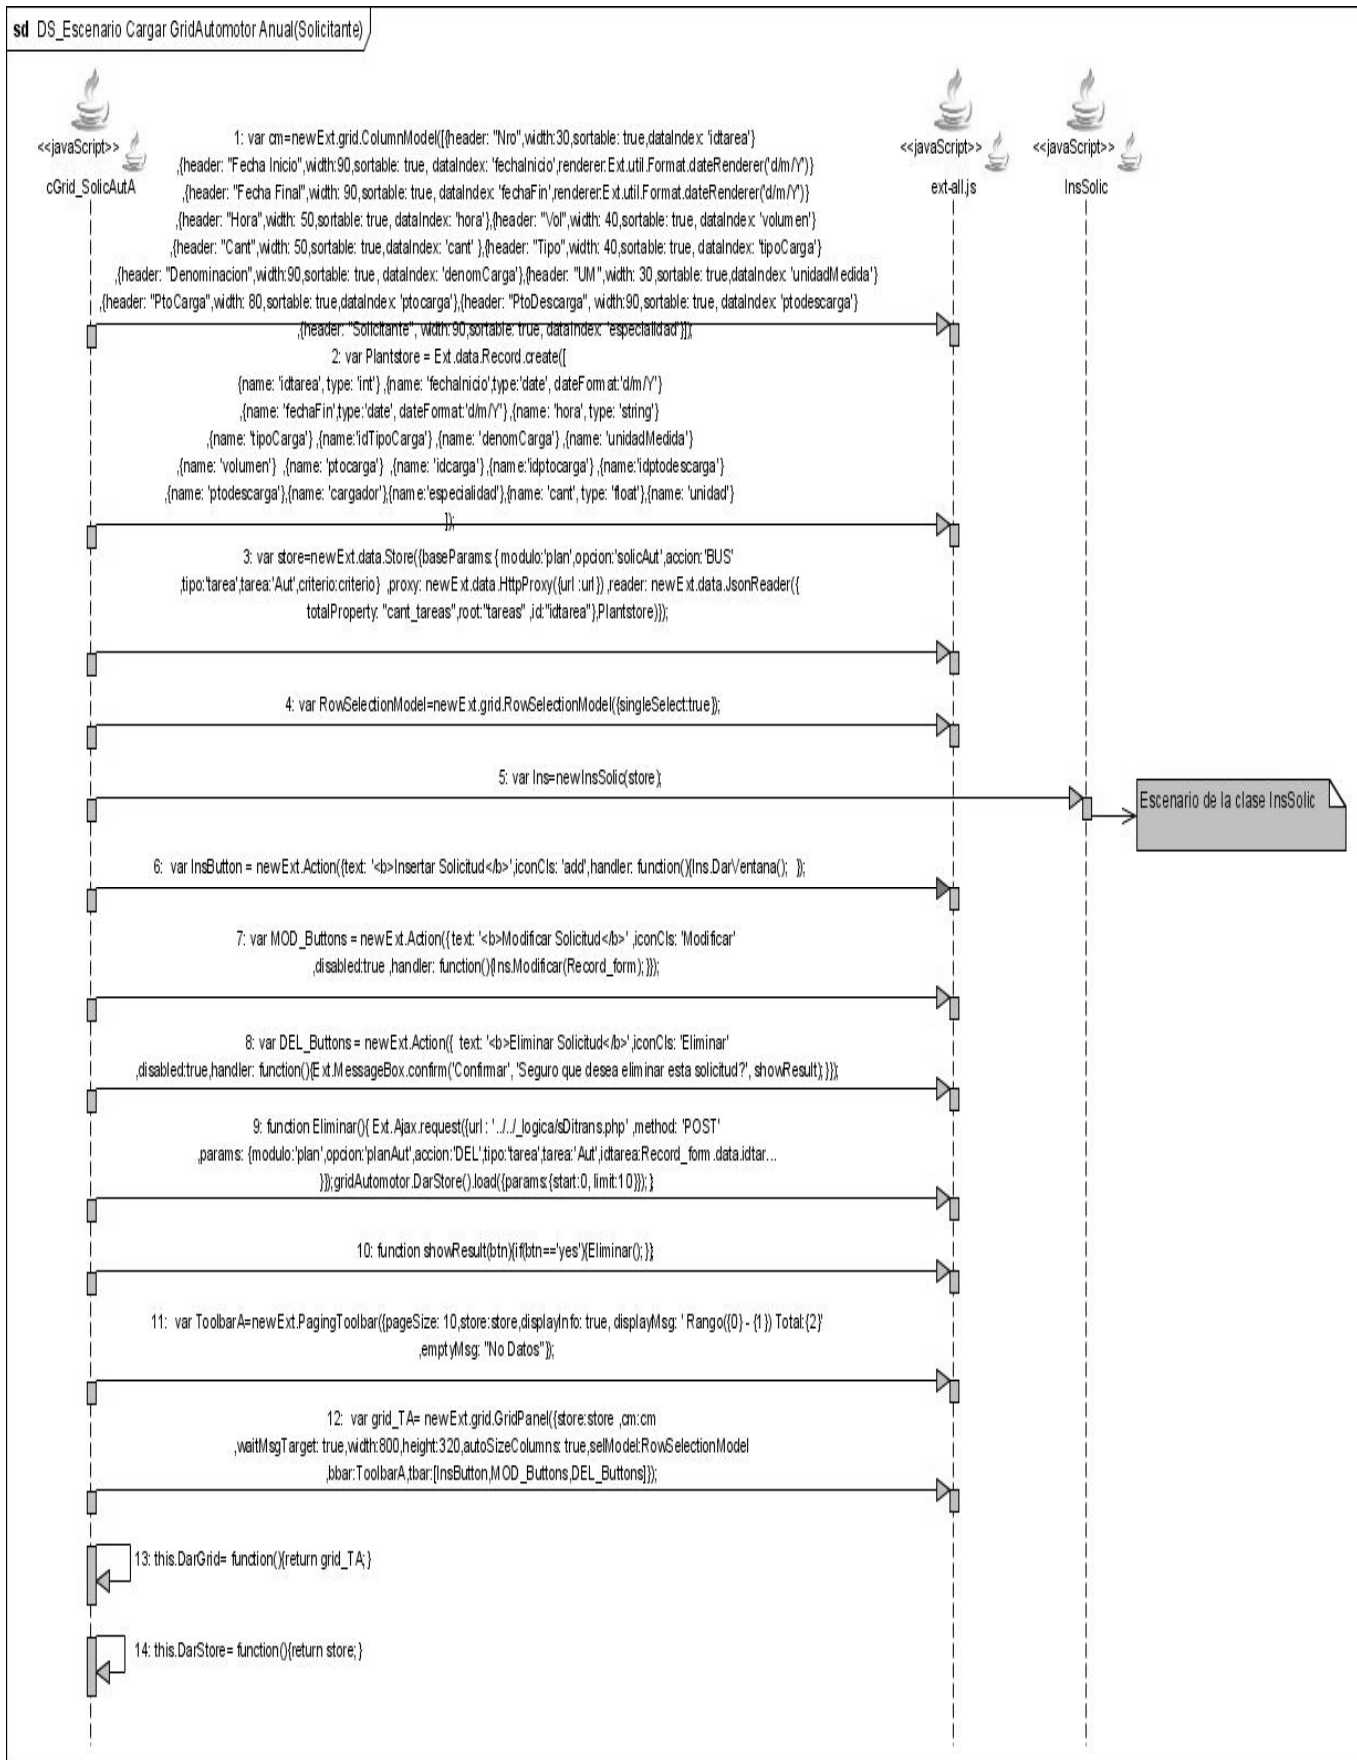 sd DS_Escenario Cargar GridAutomotor Anual(Solicitante)
<<javaScript>>
cGrid_SolicAutA
<<javaScript>>
ext-all.js
<<javaScript>>
InsSolic
1: var cm=newExt.grid.ColumnModel([{header: "Nro",width:30,sortable: true,dataIndex: 'idtarea'}
,{header: "Fecha Inicio",width:90,sortable: true, dataIndex: 'fechaInicio',renderer:Ext.util.Format.dateRenderer('d/m/Y')}
,{header: "Fecha Final",width: 90,sortable: true, dataIndex: 'fechaFin',renderer:Ext.util.Format.dateRenderer('d/m/Y')}
,{header: "Hora",width: 50,sortable: true, dataIndex: 'hora'},{header: "Vol",width: 40,sortable: true, dataIndex: 'volumen'}
,{header: "Cant",width: 50,sortable: true,dataIndex: 'cant' },{header: "Tipo",width: 40,sortable: true, dataIndex: 'tipoCarga'}
,{header: "Denominacion",width:90,sortable: true, dataIndex: 'denomCarga'},{header: "UM",width: 30,sortable: true,dataIndex: 'unidadMedida'}
,{header: "PtoCarga",width: 80,sortable: true,dataIndex: 'ptocarga'},{header: "PtoDescarga", width:90,sortable: true, dataIndex: 'ptodescarga'}
,{header: "Solicitante", width:90,sortable: true, dataIndex: 'especialidad'}]);
2: var Plantstore = Ext.data.Record.create([
{name: 'idtarea', type: 'int'} ,{name: 'fechaInicio',type:'date', dateFormat:'d/m/Y'}
,{name: 'fechaFin',type:'date', dateFormat:'d/m/Y'} ,{name: 'hora', type: 'string'}
,{name: 'tipoCarga'} ,{name:'idTipoCarga'} ,{name: 'denomCarga'} ,{name: 'unidadMedida'}
,{name: 'volumen'} ,{name: 'ptocarga'} ,{name: 'idcarga'} ,{name:'idptocarga'} ,{name:'idptodescarga'}
,{name: 'ptodescarga'},{name: 'cargador'},{name:'especialidad'},{name: 'cant', type: 'float'},{name: 'unidad'}
]);
3: var store=newExt.data.Store({baseParams:{ modulo:'plan',opcion:'solicAut',accion:'BUS'
,tipo:'tarea',tarea:'Aut',criterio:criterio} ,proxy: newExt.data.HttpProxy({url :url}) ,reader: newExt.data.JsonReader({
totalProperty: "cant_tareas",root:"tareas" ,id:"idtarea"},Plantstore)});
4: var RowSelectionModel=newExt.grid.RowSelectionModel({singleSelect:true});
5: var Ins=newInsSolic(store);
Escenario de la clase InsSolic
6: var InsButton = newExt.Action({text: '<b>Insertar Solicitud</b>',iconCls: 'add',handler: function(){Ins.DarVentana(); });
7: var MOD_Buttons = newExt.Action({ text: '<b>Modificar Solicitud</b>' ,iconCls: 'Modificar'
,disabled:true ,handler: function(){Ins.Modificar(Record_form); }});
8: var DEL_Buttons = newExt.Action({ text: '<b>Eliminar Solicitud</b>',iconCls: 'Eliminar'
,disabled:true,handler: function(){Ext.MessageBox.confirm('Confirmar', 'Seguro que desea eliminar esta solicitud?', showResult); }});
9: function Eliminar(){ Ext.Ajax.request({url : '../../_logica/sDitrans.php' ,method: 'POST'
,params: {modulo:'plan',opcion:'planAut',accion:'DEL',tipo:'tarea',tarea:'Aut',idtarea:Record_form.data.idtar...
}});gridAutomotor.DarStore().load({params:{start:0, limit:10}}); }
10: function showResult(btn){if(btn=='yes'){Eliminar(); }}
11: var ToolbarA=newExt.PagingToolbar({pageSize: 10,store:store,displayInfo: true, displayMsg: ' Rango({0} - {1}) Total:{2}'
,emptyMsg: "No Datos"});
12: var grid_TA= newExt.grid.GridPanel({store:store ,cm:cm
,waitMsgTarget: true,width:800,height:320,autoSizeColumns: true,selModel:RowSelectionModel
,bbar:ToolbarA,tbar:[InsButton,MOD_Buttons,DEL_Buttons]});
13: this.DarGrid= function(){return grid_TA; }
14: this.DarStore= function(){return store; }